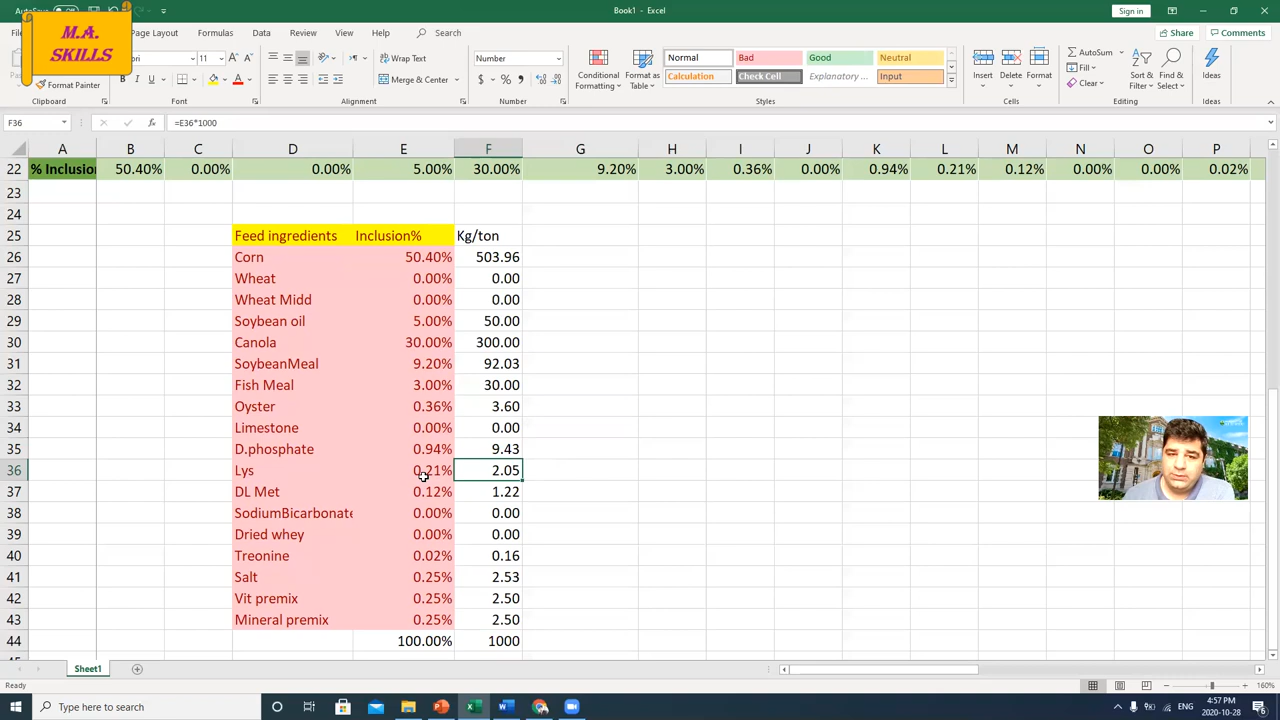 M.A.
SKILLS
Book1 - Excel
Sign in
Page Layout Formulas Data Review View Help Search
Share Comments
11
Wrap Text
Number
Normal Bad Good Neutral
Calculation Check Cell Explanatory ... Input
Merge & Center
Conditional Formatting
Format as Table
Insert Delete Format
AutoSum
Fill
Clear
Sort & Filter
Find & Select
Ideas
Format Painter
Clipboard Font Alignment Number Styles Cells Editing Ideas
F36 =E36*1000
A B C D E F G H I J K L M N O P
22 % Inclusion 50.40% 0.00% 0.00% 5.00% 30.00% 9.20% 3.00% 0.36% 0.00% 0.94% 0.21% 0.12% 0.00% 0.00% 0.02%
23
24
25 Feed ingredients Inclusion% Kg/ton
26 Corn 50.40% 503.96
27 Wheat 0.00% 0.00
28 Wheat Midd 0.00% 0.00
29 Soybean oil 5.00% 50.00
30 Canola 30.00% 300.00
31 SoybeanMeal 9.20% 92.03
32 Fish Meal 3.00% 30.00
33 Oyster 0.36% 3.60
34 Limestone 0.00% 0.00
35 D.phosphate 0.94% 9.43
36 Lys 0.21% 2.05
37 DL Met 0.12% 1.22
38 SodiumBicarbonate 0.00% 0.00
39 Dried whey 0.00% 0.00
40 Treonine 0.02% 0.16
41 Salt 0.25% 2.53
42 Vit premix 0.25% 2.50
43 Mineral premix 0.25% 2.50
44 100.00% 1000
Sheet1
Ready
160%
Type here to search
ENG
4:57 PM
2020-10-28